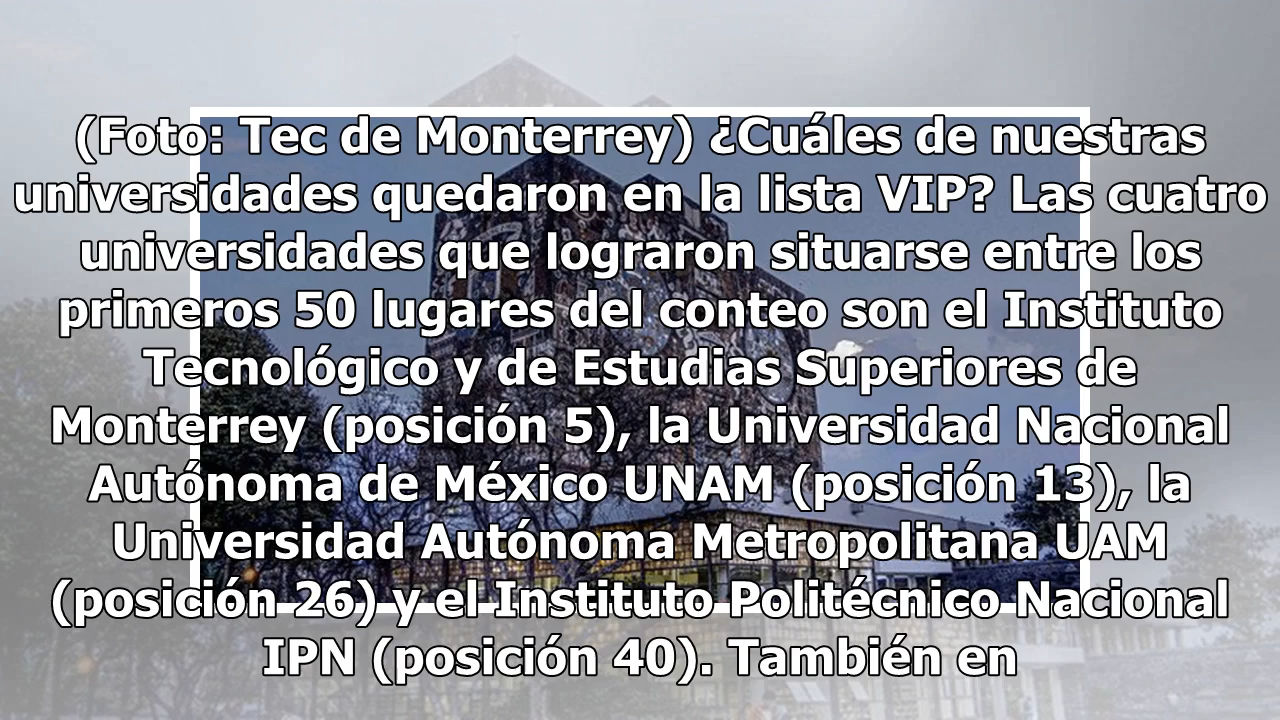 (Foto: Tec de Monterrey) ¿Cuáles de nuestras
universidades quedaron en la lista VIP? Las cuatro
universidades que lograron situarse entre los
primeros 50 lugares del conteo son el Instituto
Tecnológico y de Estudias Superiores de
Monterrey (posición 5), la Universidad Nacional
Autónoma de México UNAM (posición 13), la
Universidad Autónoma Metropolitana UAM
(posición 26) y el Instituto Politécnico Nacional
IPN (posición 40). También en